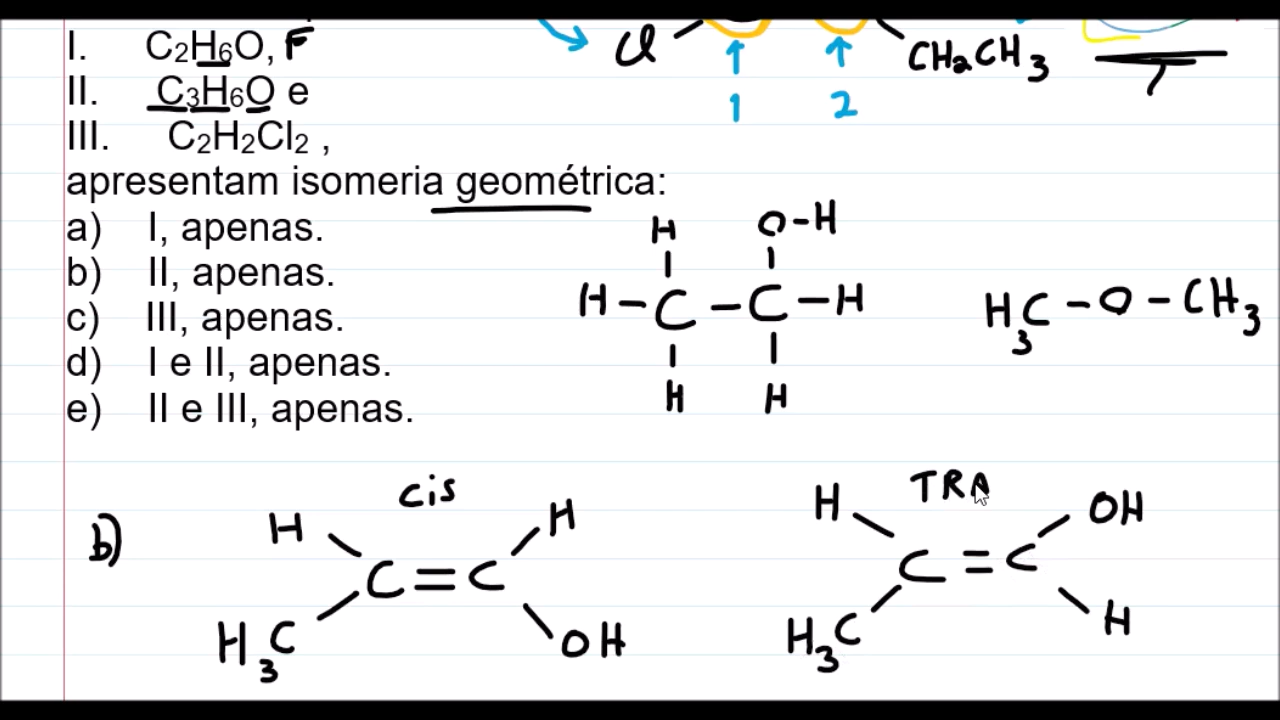 I. C₂H₆O, F
II. C₃H₆O e
III. C₂H₂Cl₂ ,
apresentam isomeria geométrica:
a) I, apenas.
b) II, apenas.
c) III, apenas.
d) I e II, apenas.
e) II e III, apenas.
Cl CH₂CH₃
1 2
H O-H
H-C-C-H H₃C-O-CH₃
H H
b) cis TRA
H H H OH
C=C C=C
H₃C OH H₃C H